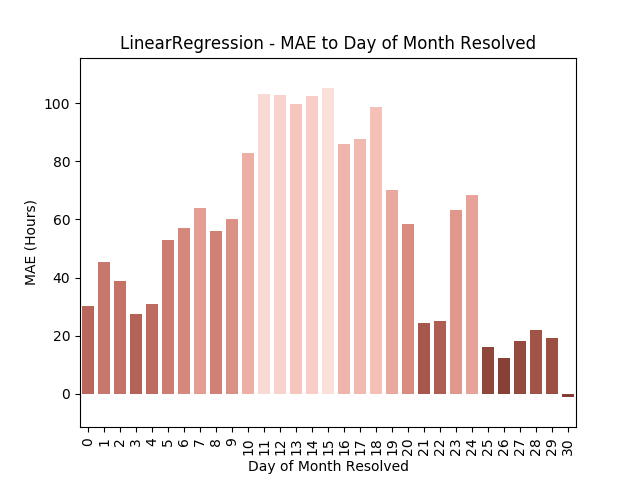 LinearRegression - MAE to Day of Month Resolved
MAE (Hours)
100
80
60
40
20
0
0 1 2 3 4 5 6 7 8 9 10 11 12 13 14 15 16 17 18 19 20 21 22 23 24 25 26 27 28 29 30
Day of Month Resolved